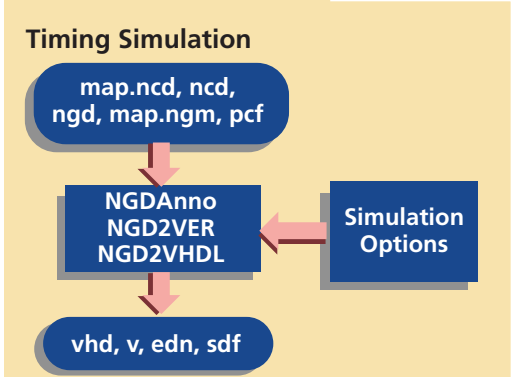 Timing Simulation
map.ncd, ncd,
ngd, map.ngm, pcf
NGDAnno
NGD2VER
NGD2VHDL
Simulation
Options
vhd, v, edn, sdf